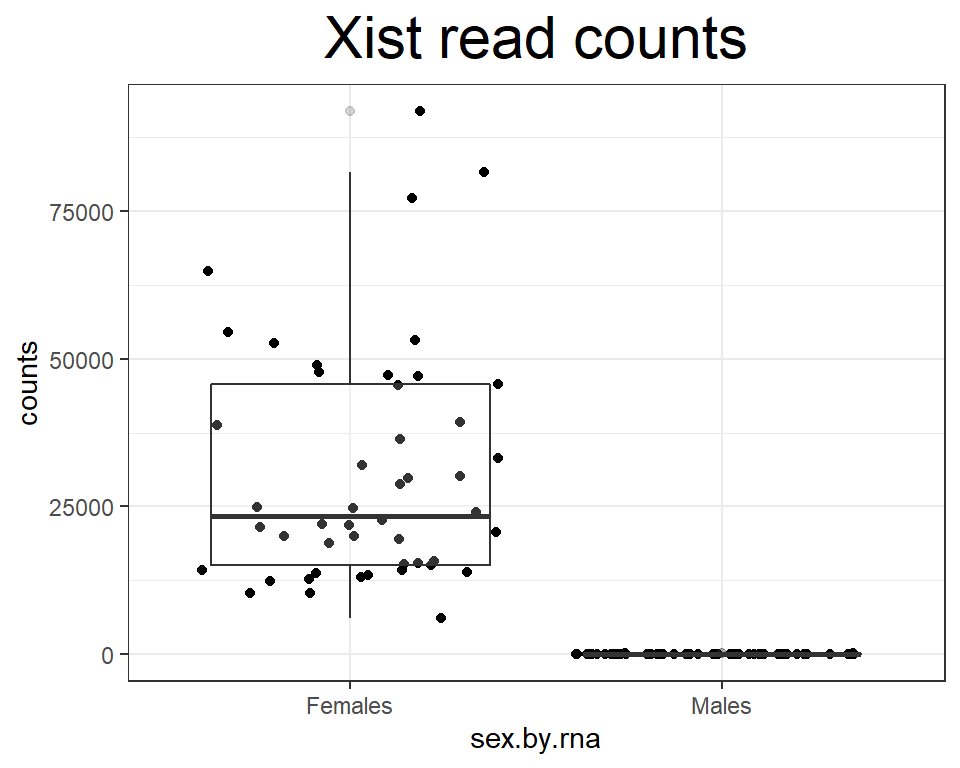 Xist read counts
75000
50000
25000
0
counts
Females
Males
sex.by.rna